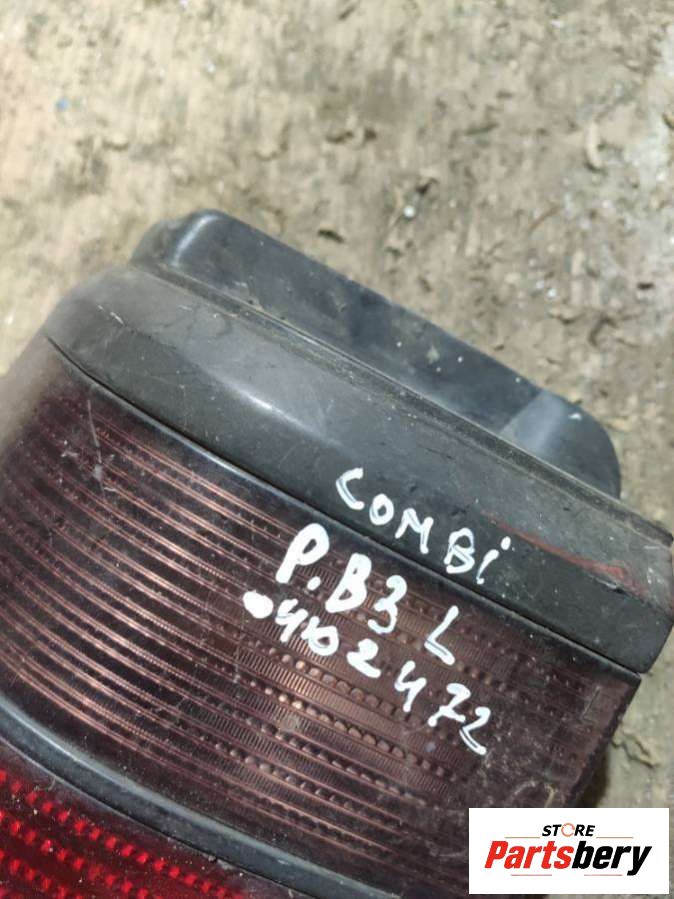 COMBi
P.B3 L
0402472
STORE
Partsbery